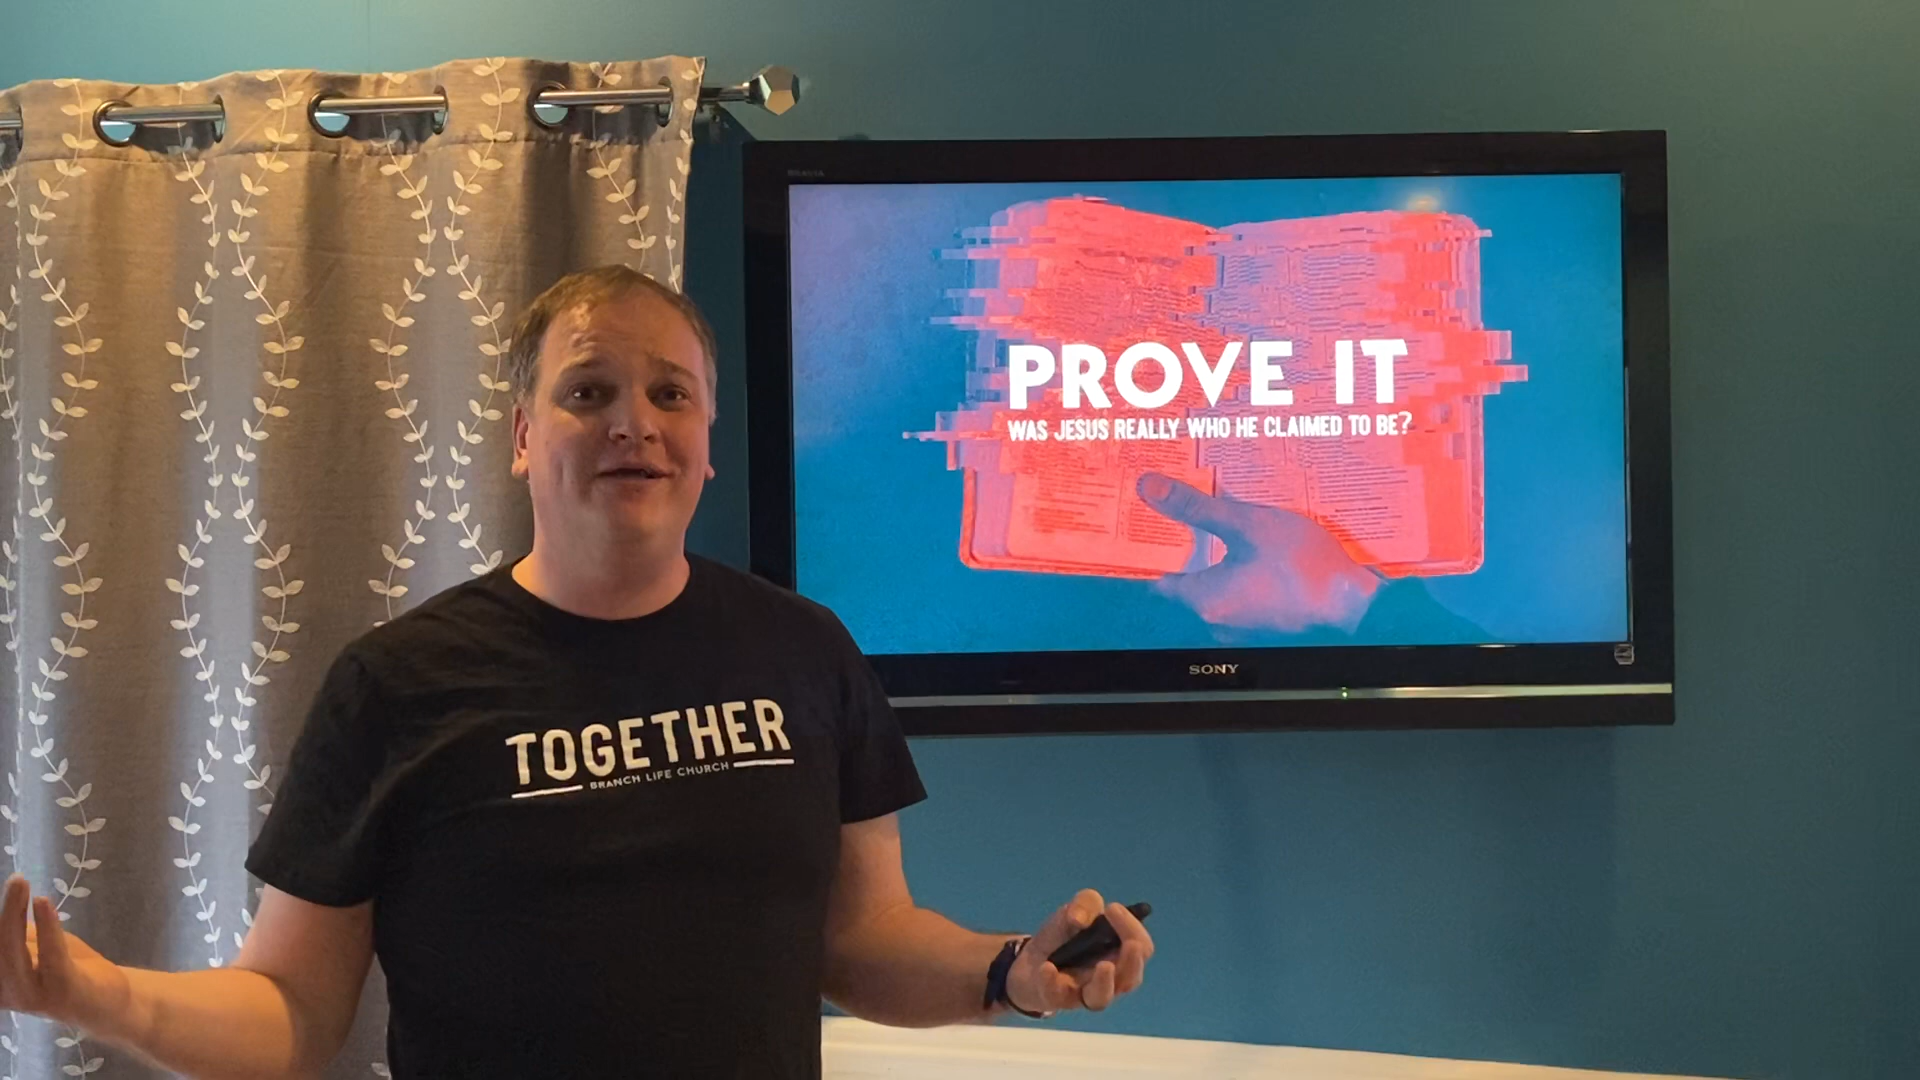 PROVE IT
WAS JESUS REALLY WHO HE CLAIMED TO BE?
SONY
TOGETHER
BRANCH LIFE CHURCH